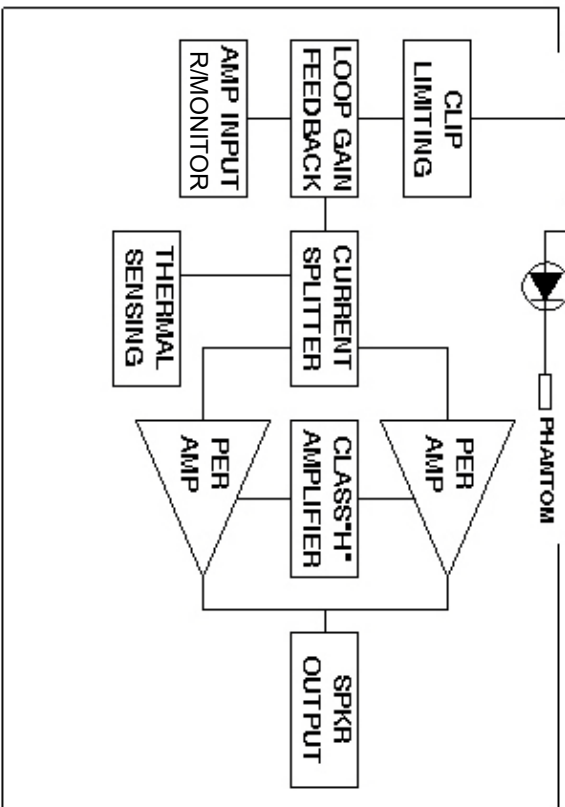 CLIP
LIMITING
LOOP GAIN
FEEDBACK
AMP INPUT
R/MONITOR
CURRENT
SPLITTER
THERMAL
SENSING
PHANTOM
PER
AMP
CLASS"H"
AMPLIFIER
PER
AMP
SPKR
OUTPUT